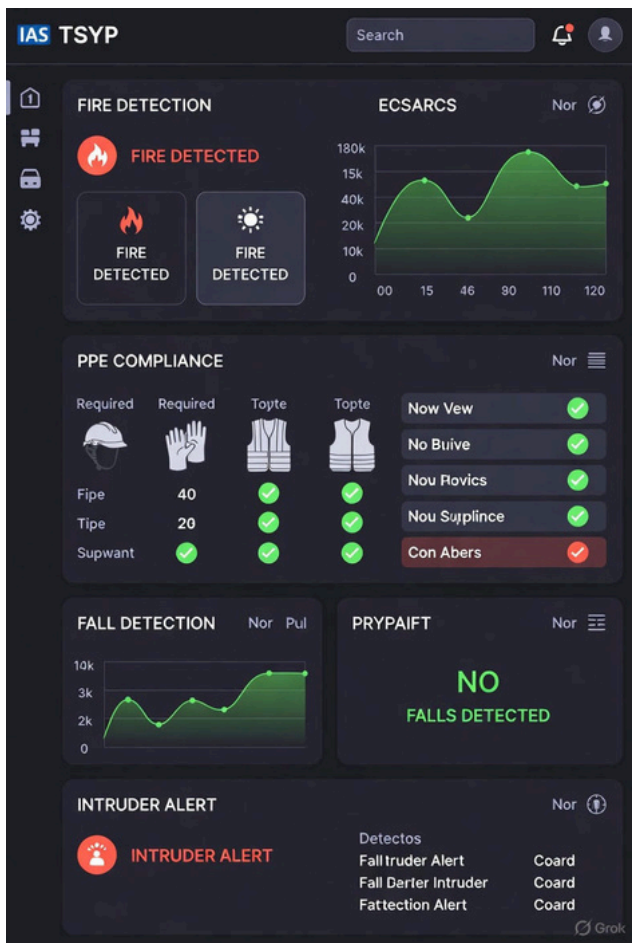 IAS TSYP
Search
FIRE DETECTION
FIRE DETECTED
FIRE
DETECTED
FIRE
DETECTED
ECSARCS
Nor
180k
15k
40k
20k
10k
0
00 15 46 90 110 120
PPE COMPLIANCE
Nor
Required Required Toyte Topte
Fipe 40
Tipe 20
Supwant
Now Vew
No Buive
Nou Rovics
Nou Surplince
Con Abers
FALL DETECTION Nor Pul
10k
3k
2k
0
PRYPAIFT Nor
NO
FALLS DETECTED
INTRUDER ALERT Nor
INTRUDER ALERT
Detectos
Falltruder Alert Coard
Fall Derfer Intruder Coard
Fattection Alert Coard
Grok